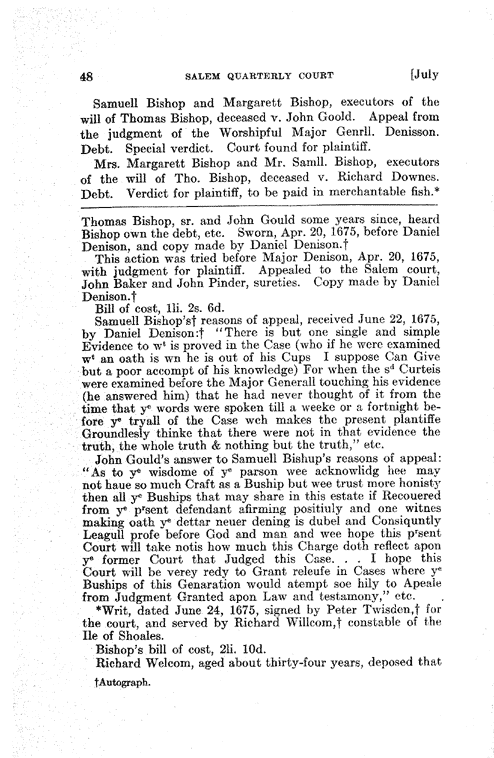 48 SALEM QUARTERLY COURT [July
Samuell Bishop and Margarett Bishop, executors of the
will of Thomas Bishop, deceased v. John Goold. Appeal from
the judgment of the Worshipful Major Genrll. Denisson.
Debt. Special verdict. Court found for plaintiff.
Mrs. Margarett Bishop and Mr. Samll. Bishop, executors
of the will of Tho. Bishop, deceased v. Richard Downes.
Debt. Verdict for plaintiff, to be paid in merchantable fish.*
Thomas Bishop, sr. and John Gould some years since, heard
Bishop own the debt, etc. Sworn, Apr. 20, 1675, before Daniel
Denison, and copy made by Daniel Denison.†
This action was tried before Major Denison, Apr. 20, 1675,
with judgment for plaintiff. Appealed to the Salem court,
John Baker and John Pinder, sureties. Copy made by Daniel
Denison.†
Bill of cost, 1li. 2s. 6d.
Samuell Bishop's† reasons of appeal, received June 22, 1675,
by Daniel Denison:† "There is but one single and simple
Evidence to wᵗ is proved in the Case (who if he were examined
wᵗ an oath is wn he is out of his Cups I suppose Can Give
but a poor accompt of his knowledge) For when the sᵈ Curteis
were examined before the Major Generall touching his evidence
(he answered him) that he had never thought of it from the
time that yᵉ words were spoken till a weeke or a fortnight be-
fore yᵉ tryall of the Case wch makes the present plantiffe
Groundlesly thinke that there were not in that evidence the
truth, the whole truth & nothing but the truth," etc.
John Gould's answer to Samuell Bishup's reasons of appeal:
"As to yᵉ wisdome of yᵉ parson wee acknowlidg hee may
not haue so much Craft as a Buship but wee trust more honisty
then all yᵉ Buships that may share in this estate if Recouered
from yᵉ pʳsent defendant afirming positiuly and one witnes
making oath yᵉ dettar neuer dening is dubel and Consiquntly
Leagull profe before God and man and wee hope this pʳsent
Court will take notis how much this Charge doth reflect apon
yᵉ former Court that Judged this Case. . . I hope this
Court will be verey redy to Grant releufe in Cases where yᵉ
Buships of this Genaration would atempt soe hily to Apeale
from Judgment Granted apon Law and testamony," etc.
*Writ, dated June 24, 1675, signed by Peter Twisden,† for
the court, and served by Richard Willcom,† constable of the
Ile of Shoales.
Bishop's bill of cost, 2li. 10d.
Richard Welcom, aged about thirty-four years, deposed that
†Autograph.